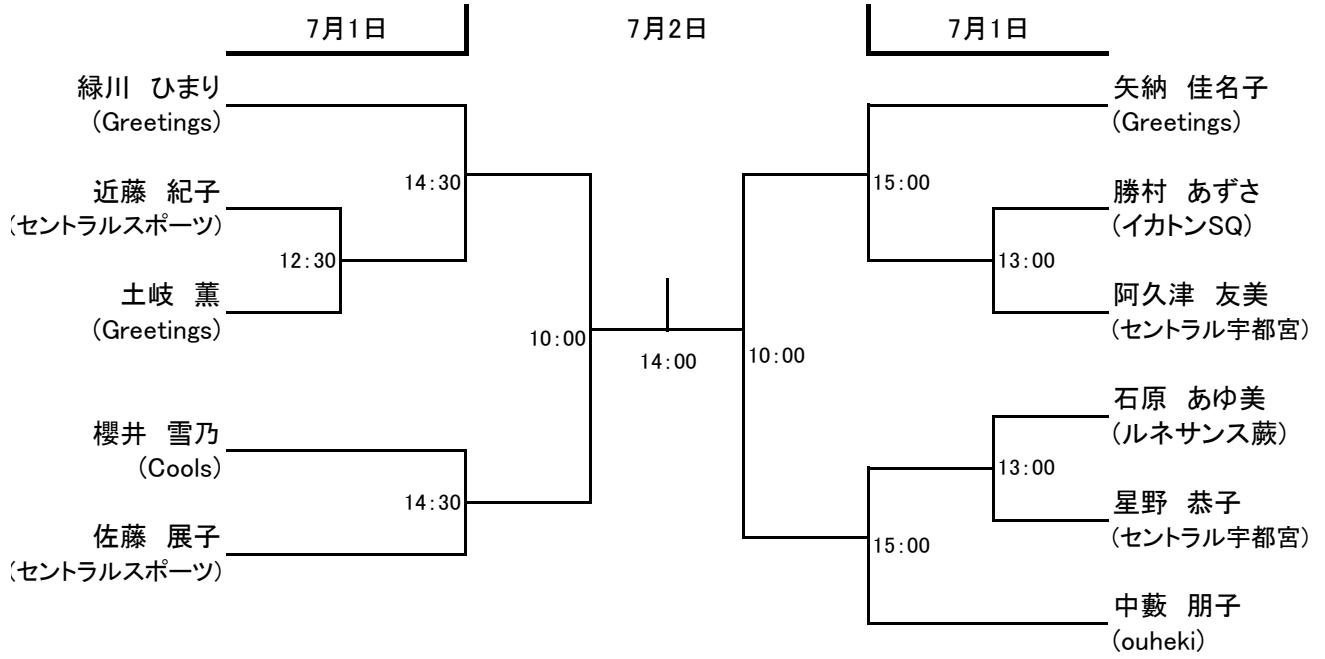 7月1日
7月2日
7月1日
緑川 ひまり
(Greetings)
近藤 紀子
(セントラルスポーツ)
土岐 薫
(Greetings)
櫻井 雪乃
(Cools)
佐藤 展子
(セントラルスポーツ)
14:30
12:30
14:30
10:00
14:00
10:00
15:00
13:00
13:00
15:00
矢納 佳名子
(Greetings)
勝村 あずさ
(イカトンSQ)
阿久津 友美
(セントラル宇都宮)
石原 あゆ美
(ルネサンス蕨)
星野 恭子
(セントラル宇都宮)
中藪 朋子
(ouheki)